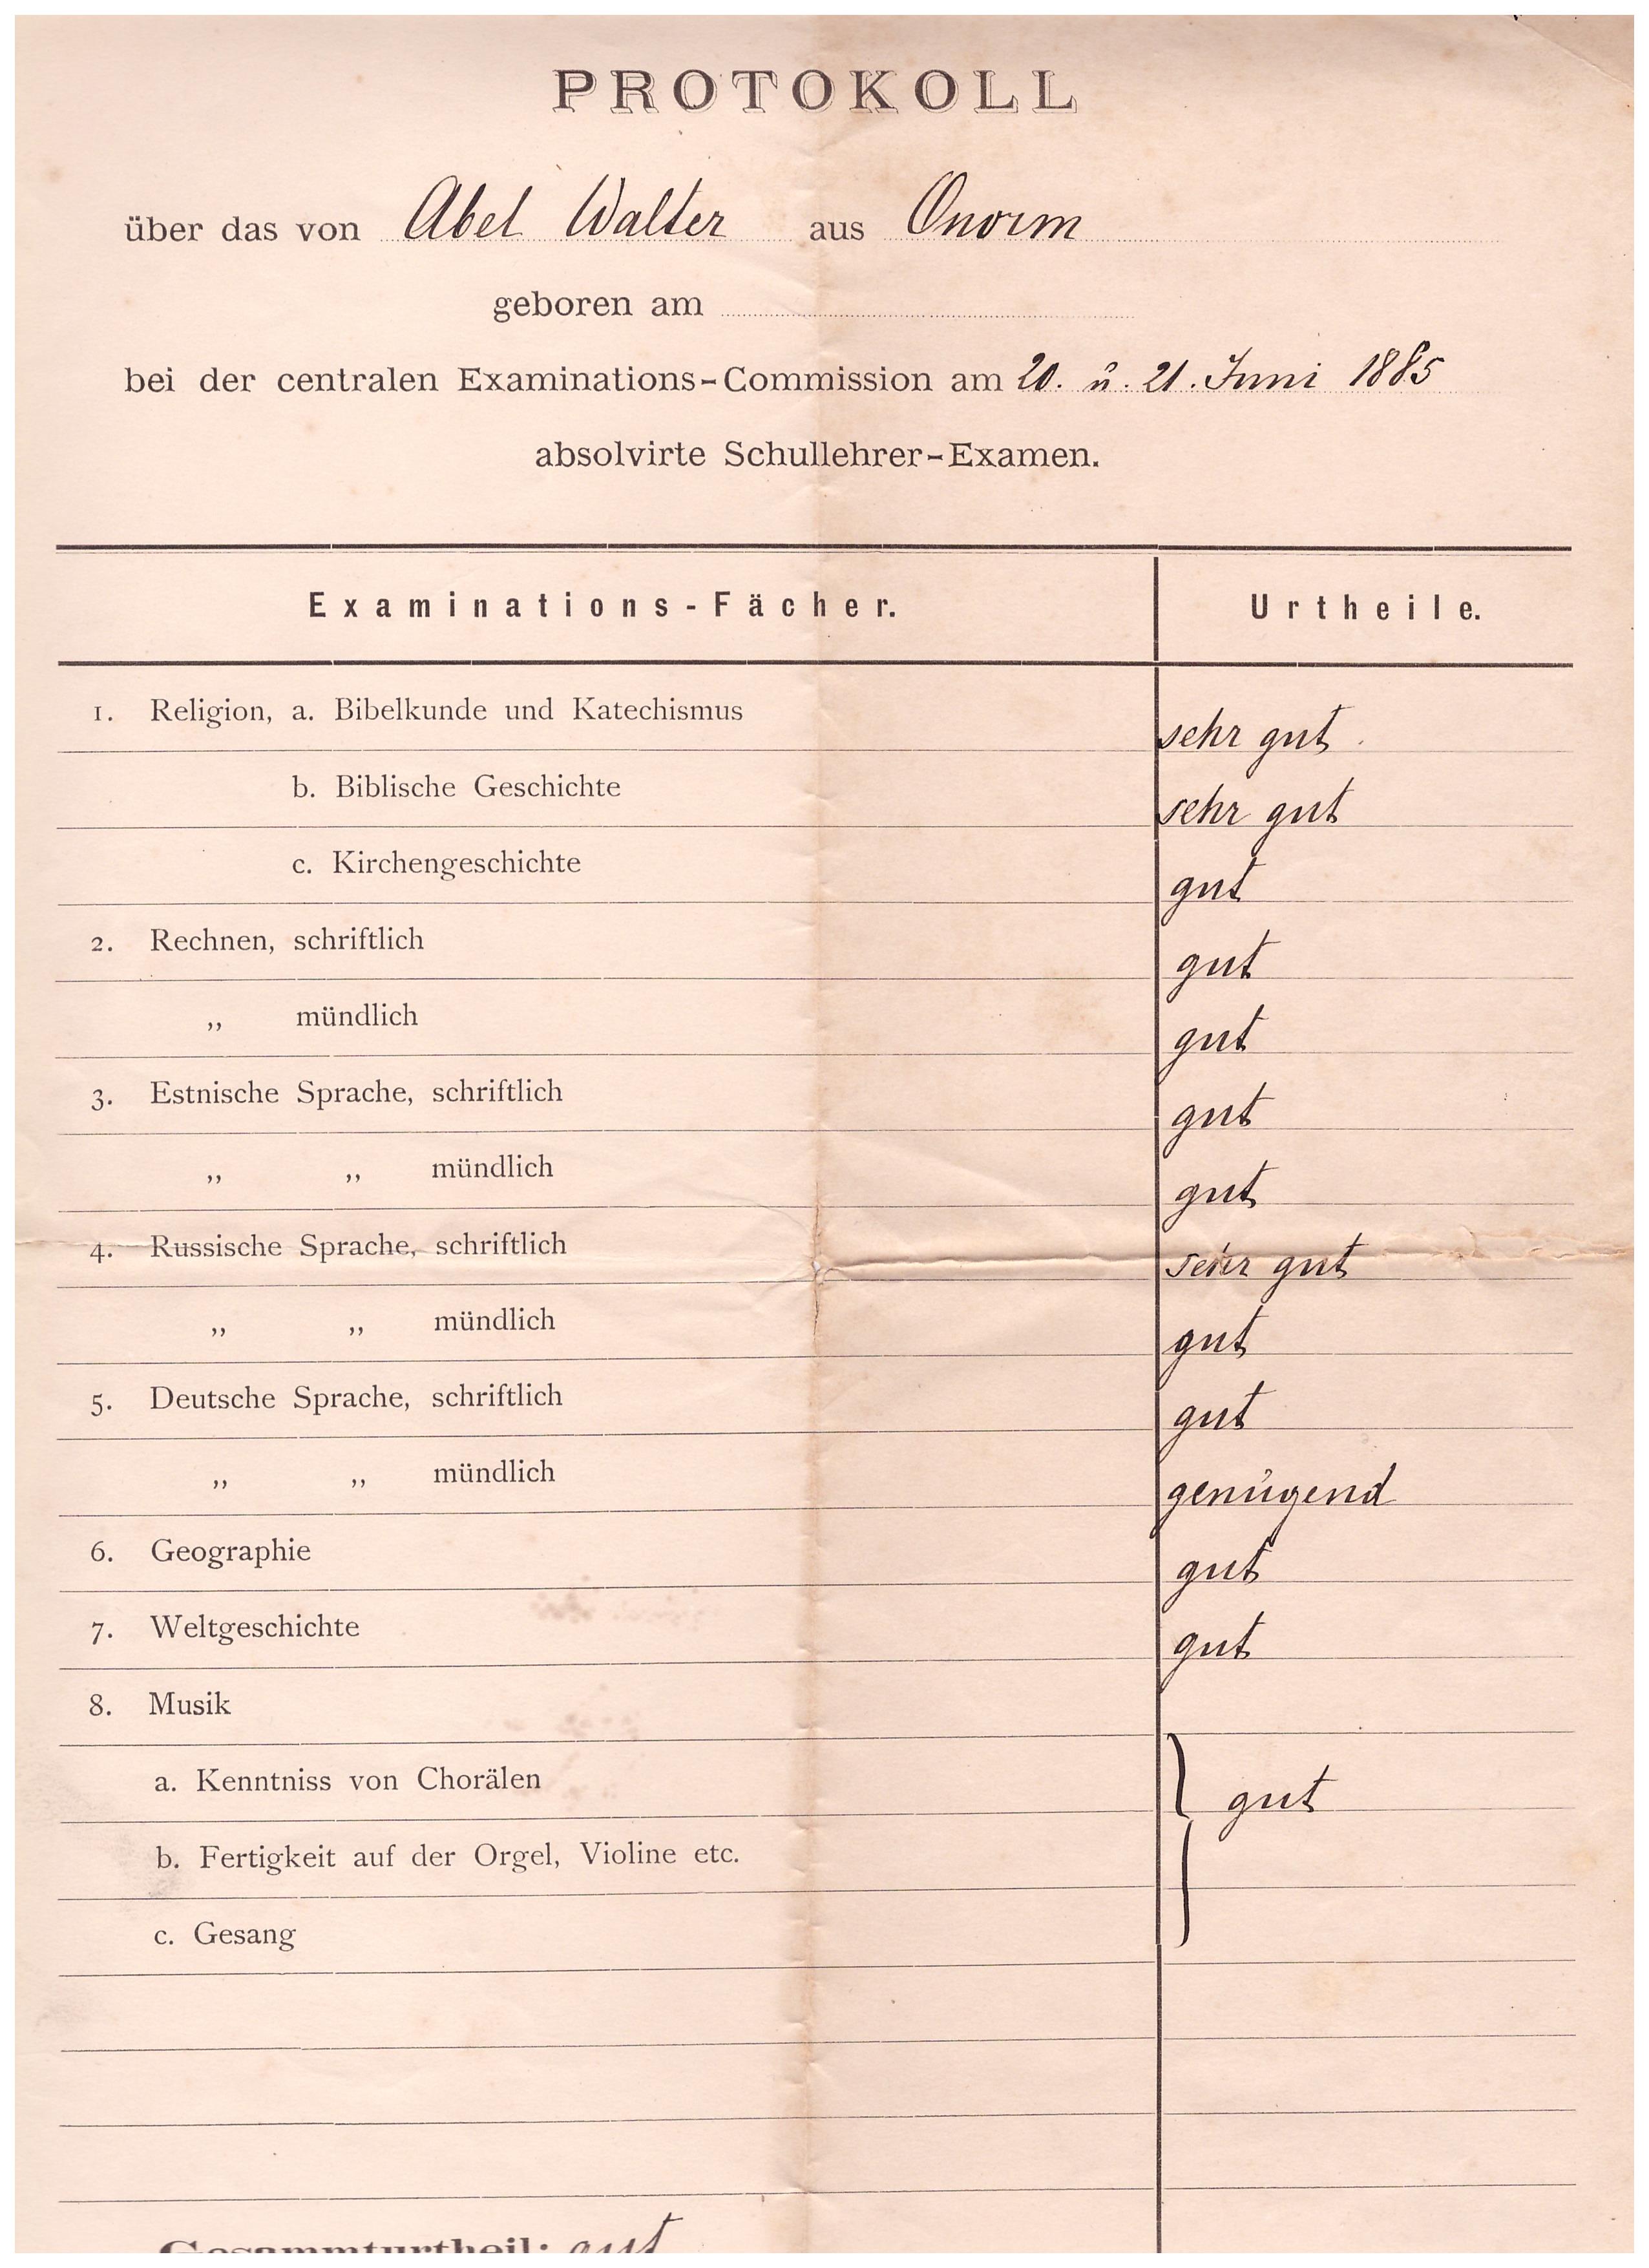 PROTOKOLL
über das von Abel Walter aus Onorm
geboren am
bei der centralen Examinations-Commission am 20. u. 21. Juni 1885
absolvirte Schullehrer-Examen.
Examinations-Fächer. Urtheile.
1. Religion, a. Bibelkunde und Katechismus sehr gut
b. Biblische Geschichte sehr gut
c. Kirchengeschichte gut
2. Rechnen, schriftlich gut
„ mündlich gut
3. Estnische Sprache, schriftlich gut
„ „ mündlich gut
4. Russische Sprache, schriftlich sehr gut
„ „ mündlich gut
5. Deutsche Sprache, schriftlich gut
„ „ mündlich genügend
6. Geographie gut
7. Weltgeschichte gut
8. Musik
a. Kenntniss von Chorälen gut
b. Fertigkeit auf der Orgel, Violine etc.
c. Gesang
Gesammturtheil: gut